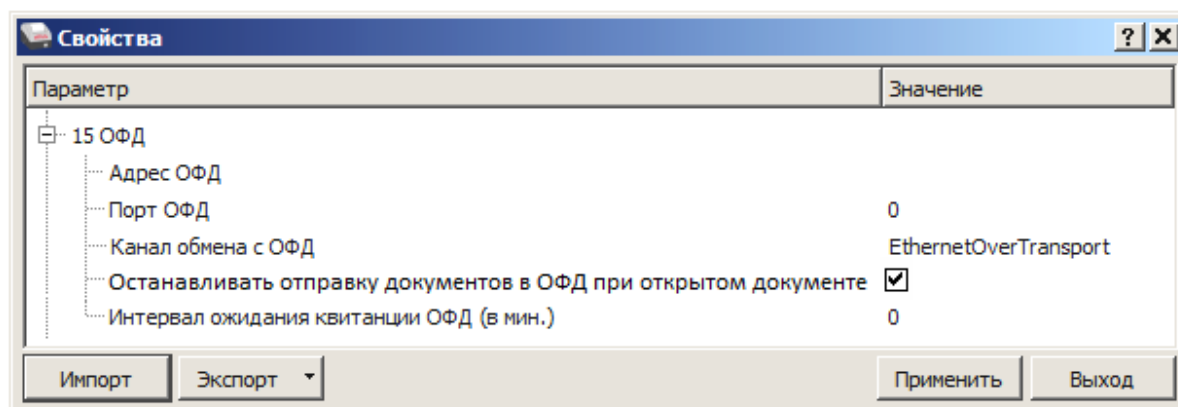 Свойства
Параметр Значение
15 ОФД
Адрес ОФД
Порт ОФД 0
Канал обмена с ОФД EthernetOverTransport
Останавливать отправку документов в ОФД при открытом документе
Интервал ожидания квитанции ОФД (в мин.) 0
Импорт Экспорт Применить Выход